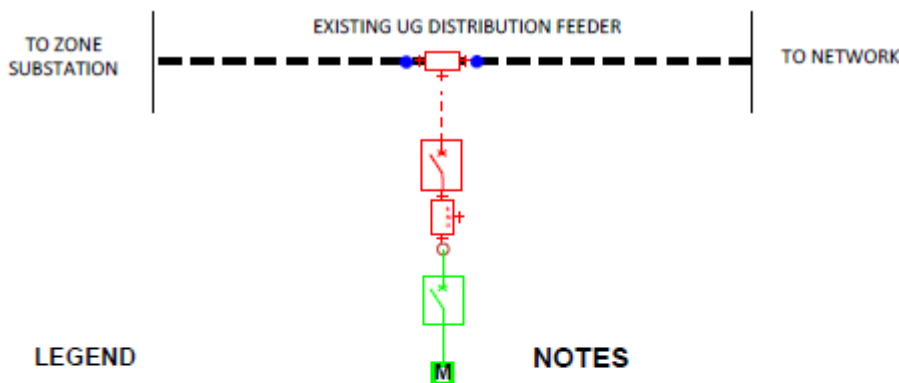 EXISTING UG DISTRIBUTION FEEDER
TO ZONE
SUBSTATION
TO NETWORK
LEGEND
NOTES
M